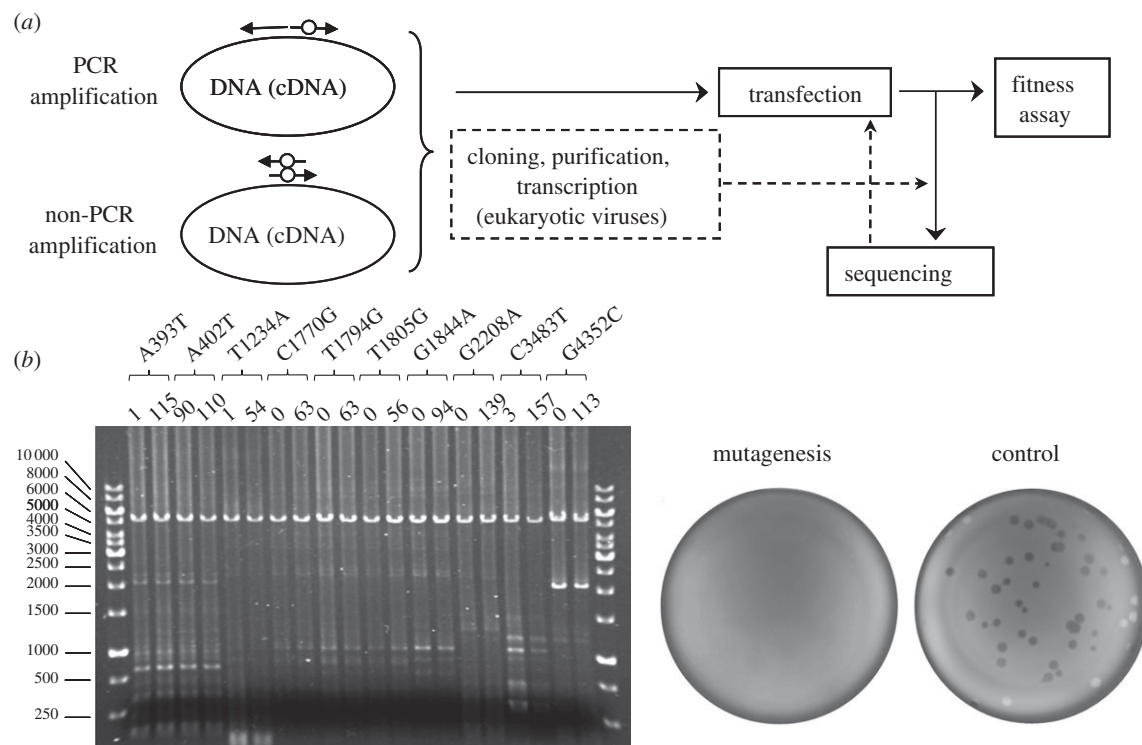 (a)
PCR
amplification
DNA (cDNA)
non-PCR
amplification
DNA (cDNA)
cloning, purification,
transcription
(eukaryotic viruses)
transfection
fitness
assay
sequencing
(b)
A393T A402T T1234A C1770G T1794G T1805G G1844A G2208A C3483T G4352C
1 115 90 110 1 54 0 63 0 63 0 56 0 94 0 139 3 157 0 113
10 000
8000
6000
5000
4000
3500
3000
2500
2000
1500
1000
500
250
mutagenesis
control